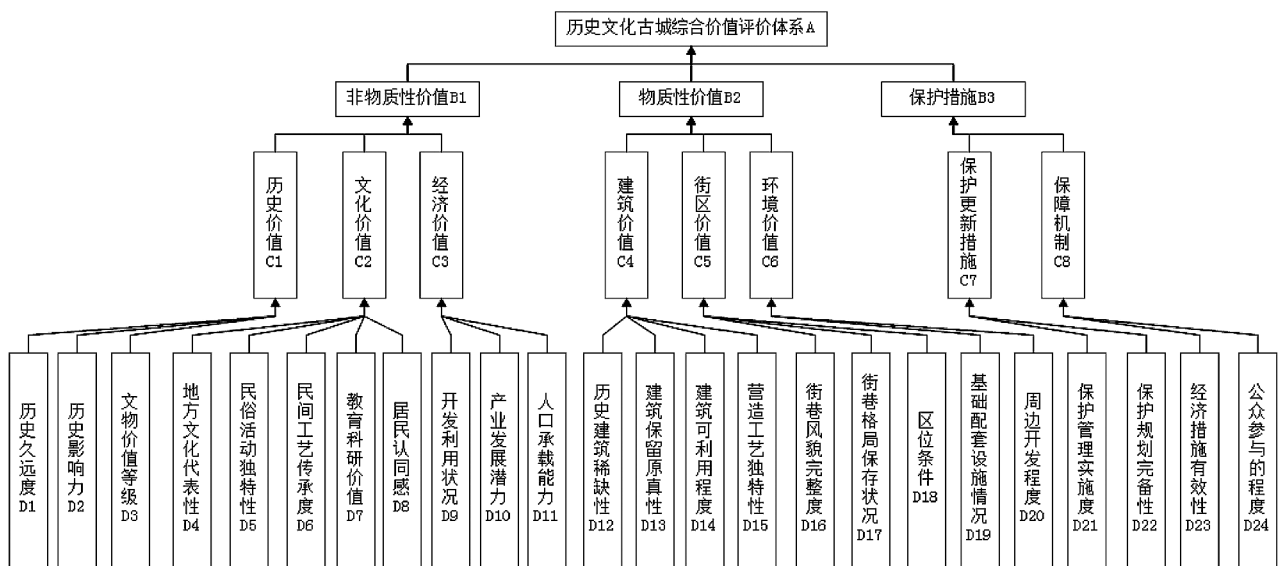 历史文化古城综合价值评价体系A
非物质性价值B1
物质性价值B2
保护措施B3
历史价值C1
文化价值C2
经济价值C3
建筑价值C4
街区价值C5
环境价值C6
保护更新措施C7
保障机制C8
历史久远度D1
历史影响力D2
文物价值等级D3
地方文化代表性D4
民俗活动独特性D5
民间工艺传承度D6
教育科研价值D7
居民认同感D8
开发利用状况D9
产业发展潜力D10
人口承载能力D11
历史建筑稀缺性D12
建筑保留原真性D13
建筑可利用程度D14
营造工艺独特性D15
街巷风貌完整度D16
街巷格局保存状况D17
区位条件D18
基础配套设施情况D19
周边开发程度D20
保护管理实施度D21
保护规划完备性D22
经济措施有效性D23
公众参与的程度D24